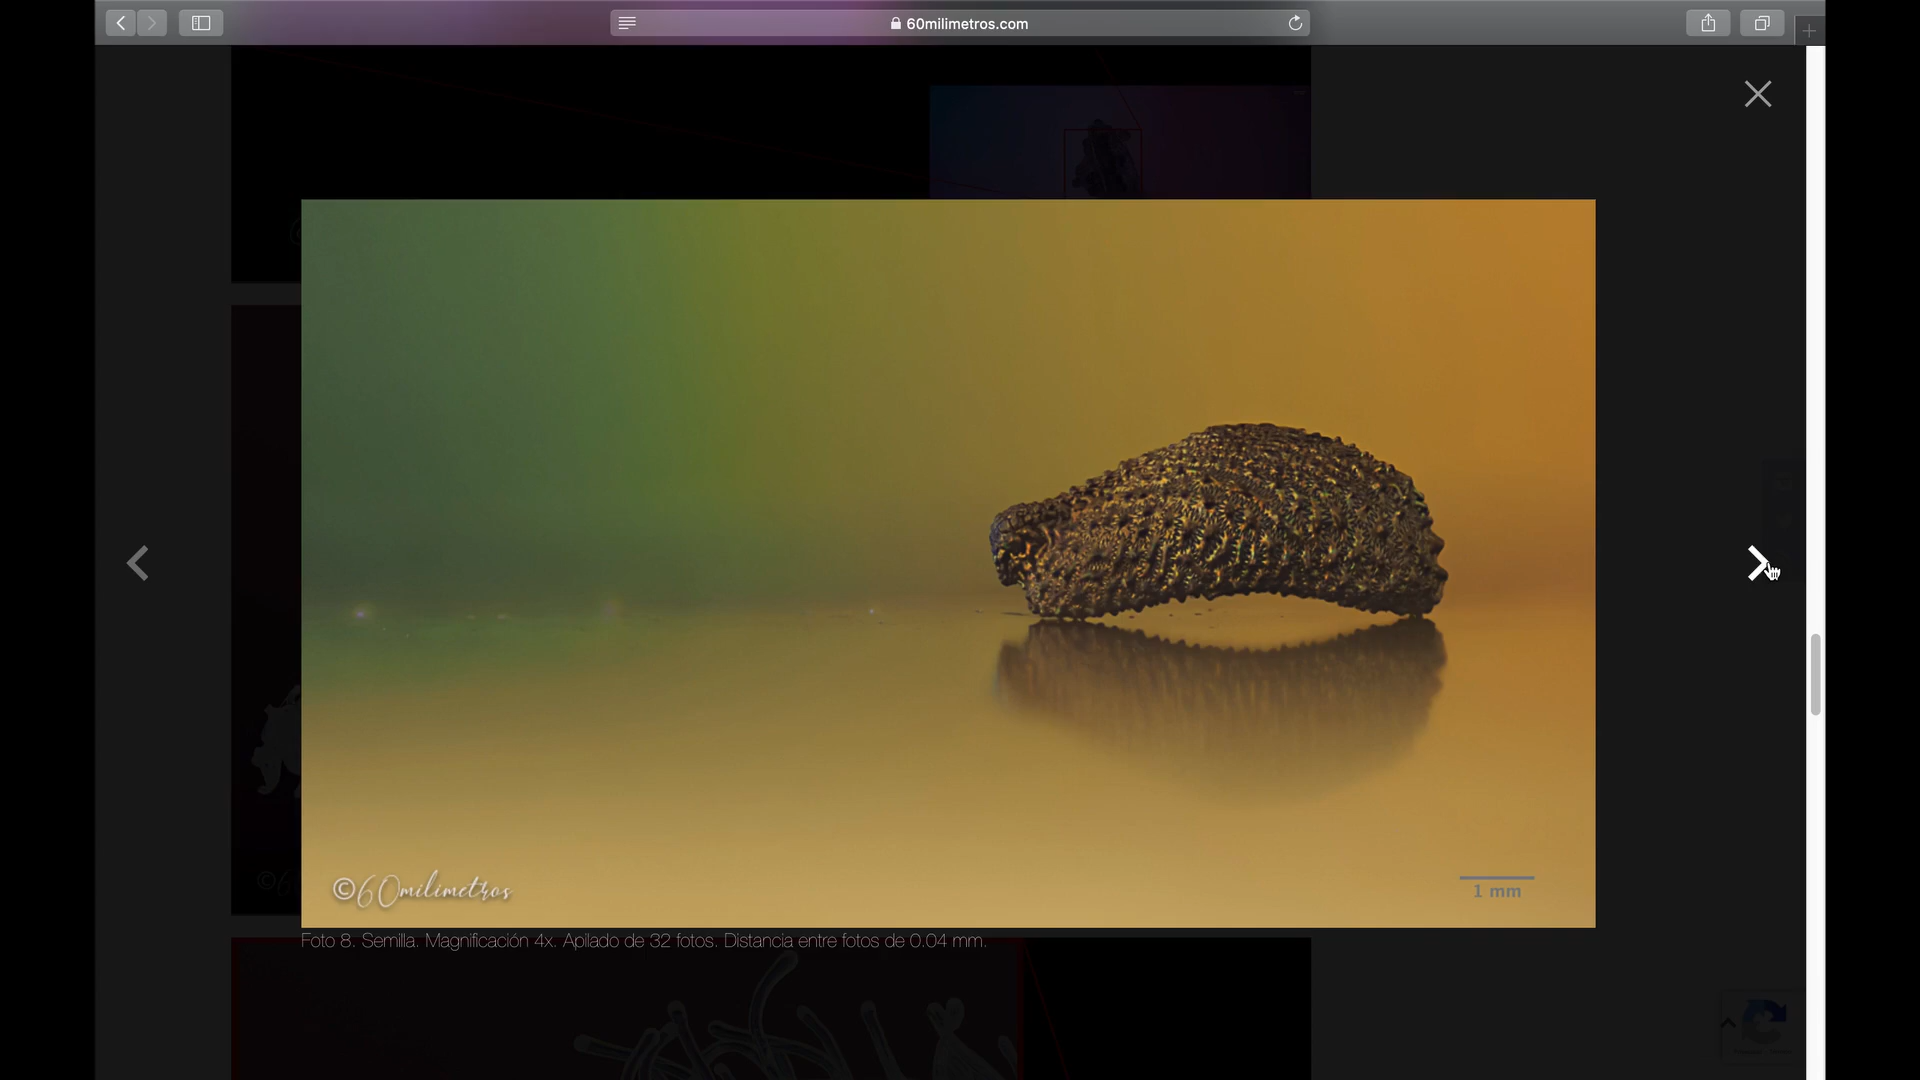 60milimetros.com
©60milimetros
1 mm
Foto 8. Semilla. Magnificación 4x. Apilado de 32 fotos. Distancia entre fotos de 0.04 mm.